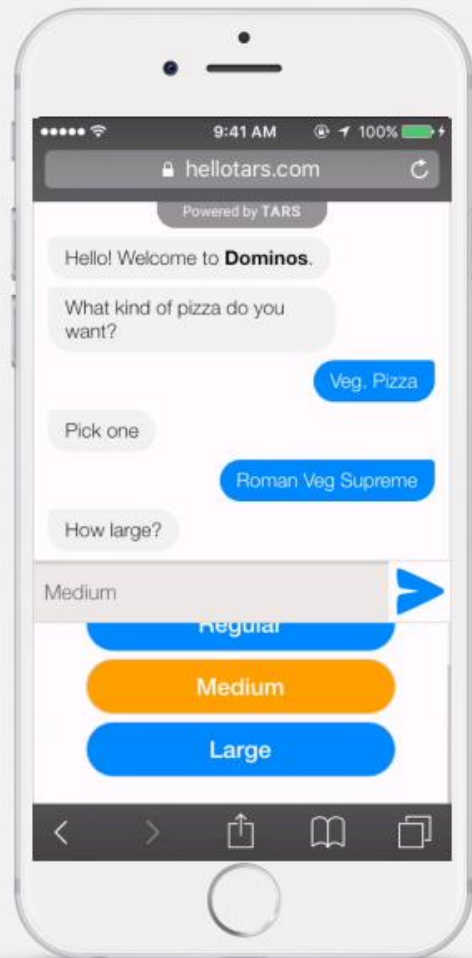 9:41 AM 100%
hellotars.com
Powered by TARS
Hello! Welcome to Dominos.
What kind of pizza do you
want?
Veg. Pizza
Pick one
Roman Veg Supreme
How large?
Medium
Regular
Medium
Large